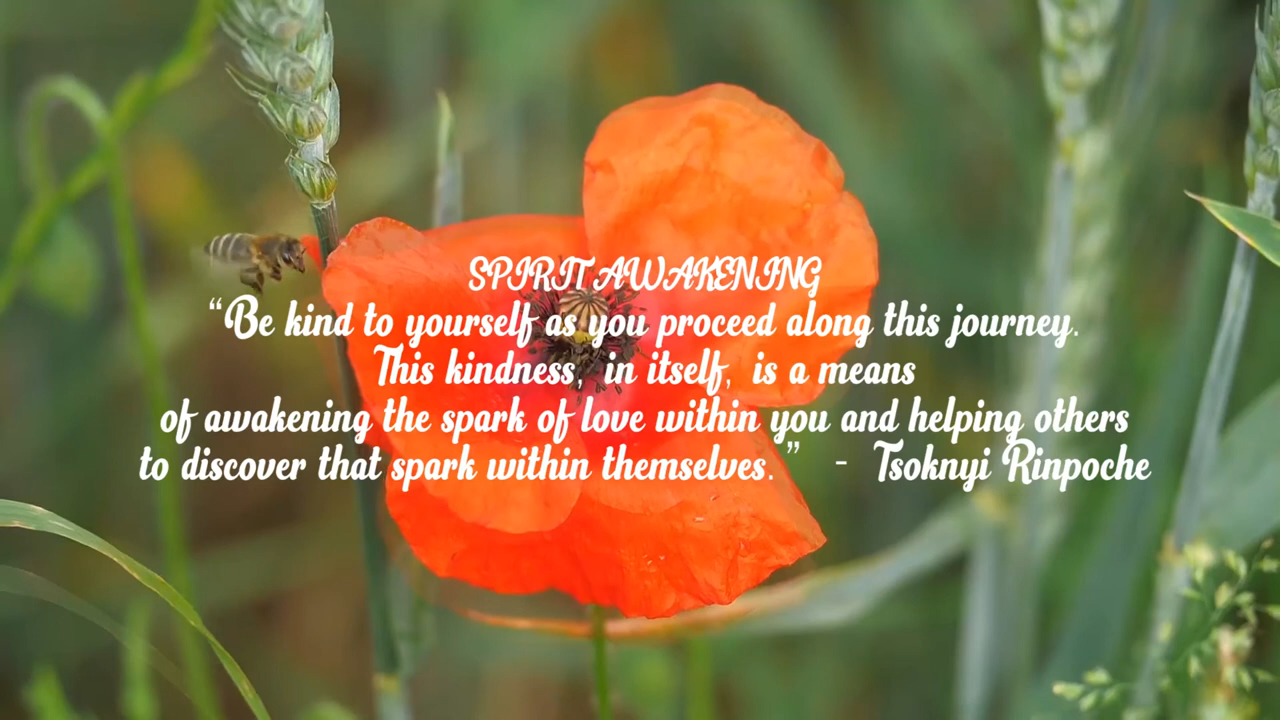 SPIRIT AWAKENING
“Be kind to yourself as you proceed along this journey.
This kindness, in itself, is a means
of awakening the spark of love within you and helping others
to discover that spark within themselves.” - Tsoknyi Rinpoche